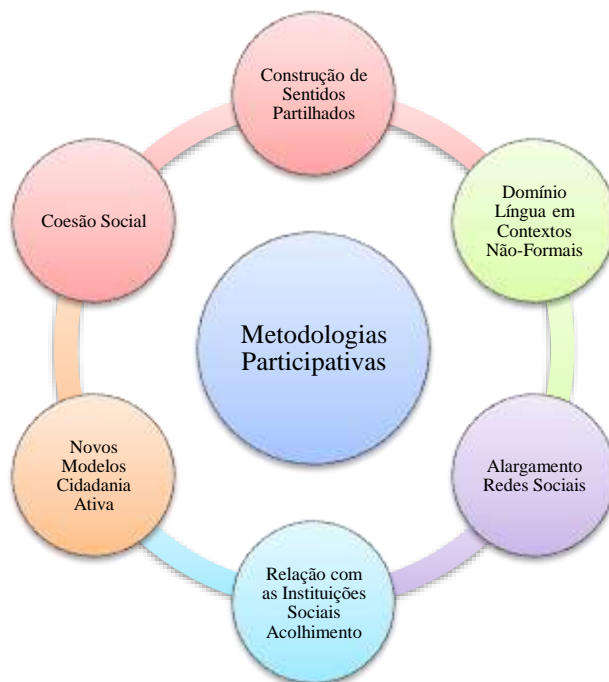 Construção de
Sentidos
Partilhados
Domínio
Língua em
Contextos
Não-Formais
Alargamento
Redes Sociais
Relação com
as Instituições
Sociais
Acolhimento
Novos
Modelos
Cidadania
Ativa
Coesão Social
Metodologias
Participativas